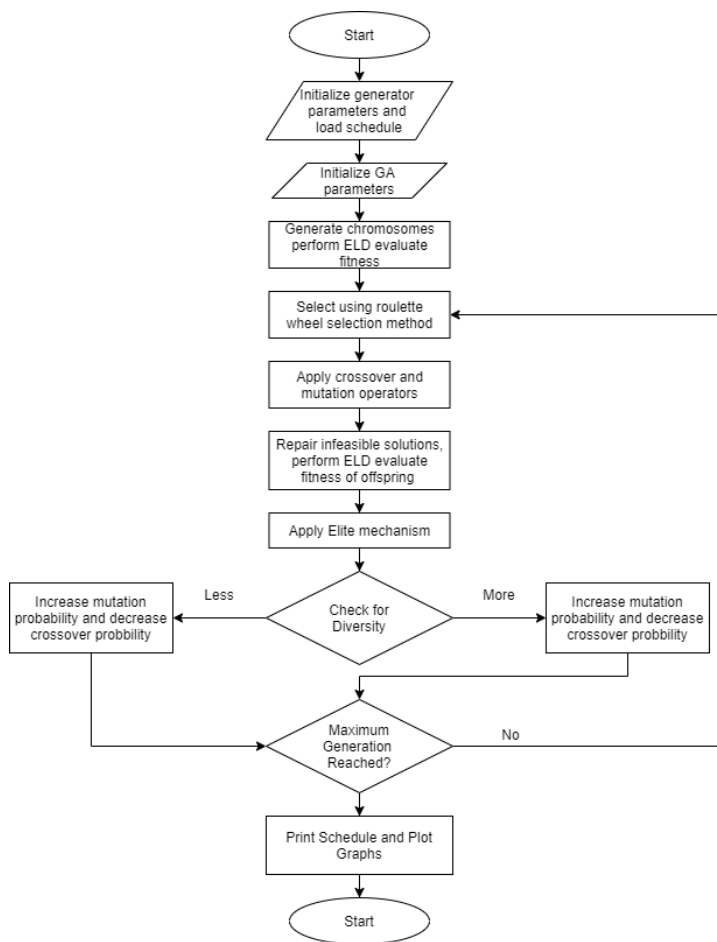 Start
Initialize generator
parameters and
load schedule
Initialize GA
parameters
Generate chromosomes
perform ELD evaluate
fitness
Select using roulette
wheel selection method
Apply crossover and
mutation operators
Repair infeasible solutions,
perform ELD evaluate
fitness of offspring
Apply Elite mechanism
Less
Check for
Diversity
More
Increase mutation
probability and decrease
crossover probbility
Increase mutation
probability and decrease
crossover probbility
Maximum
Generation
Reached?
No
Print Schedule and Plot
Graphs
Start